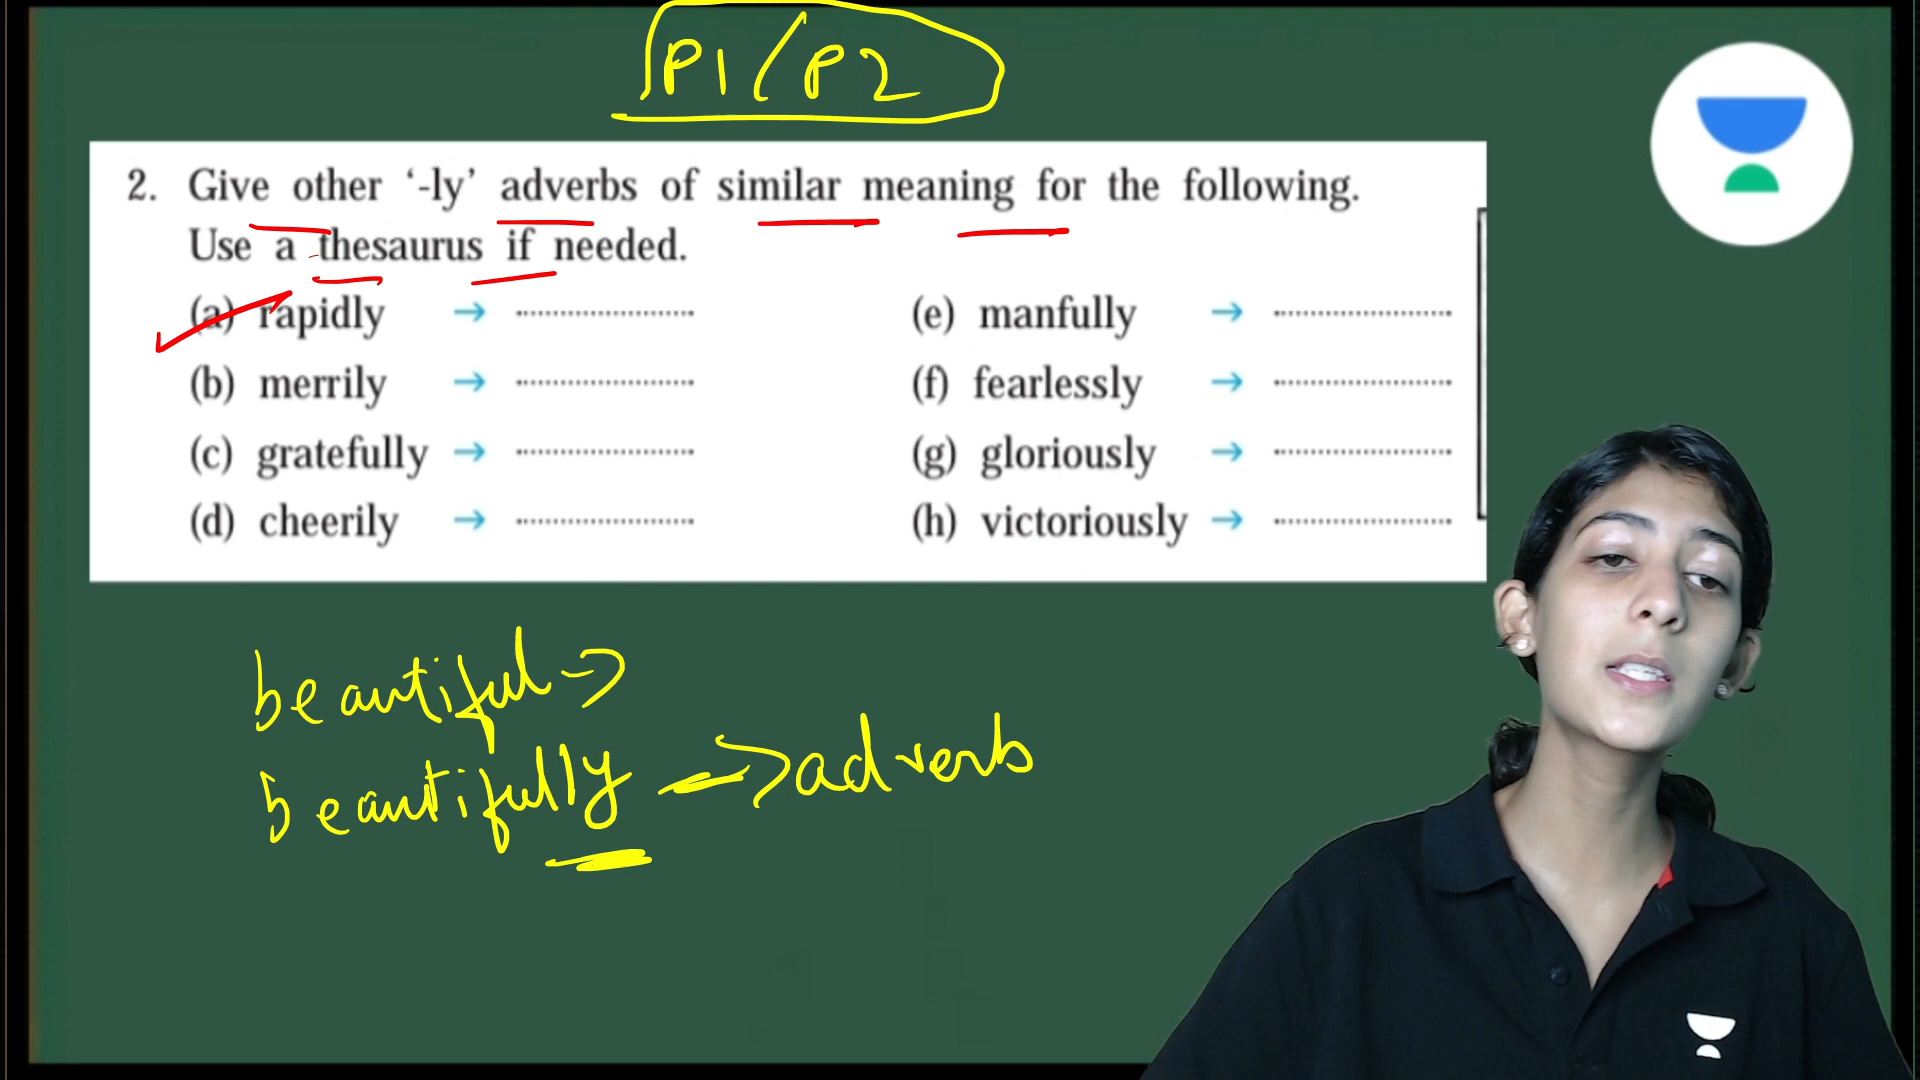 P1/P2
2. Give other ‘-ly’ adverbs of similar meaning for the following.
Use a thesaurus if needed.
(a) rapidly → ....................
(e) manfully → ....................
(b) merrily → ....................
(f) fearlessly → ....................
(c) gratefully → ....................
(g) gloriously → ....................
(d) cheerily → ....................
(h) victoriously → ....................
beautiful →
beautifully → adverb